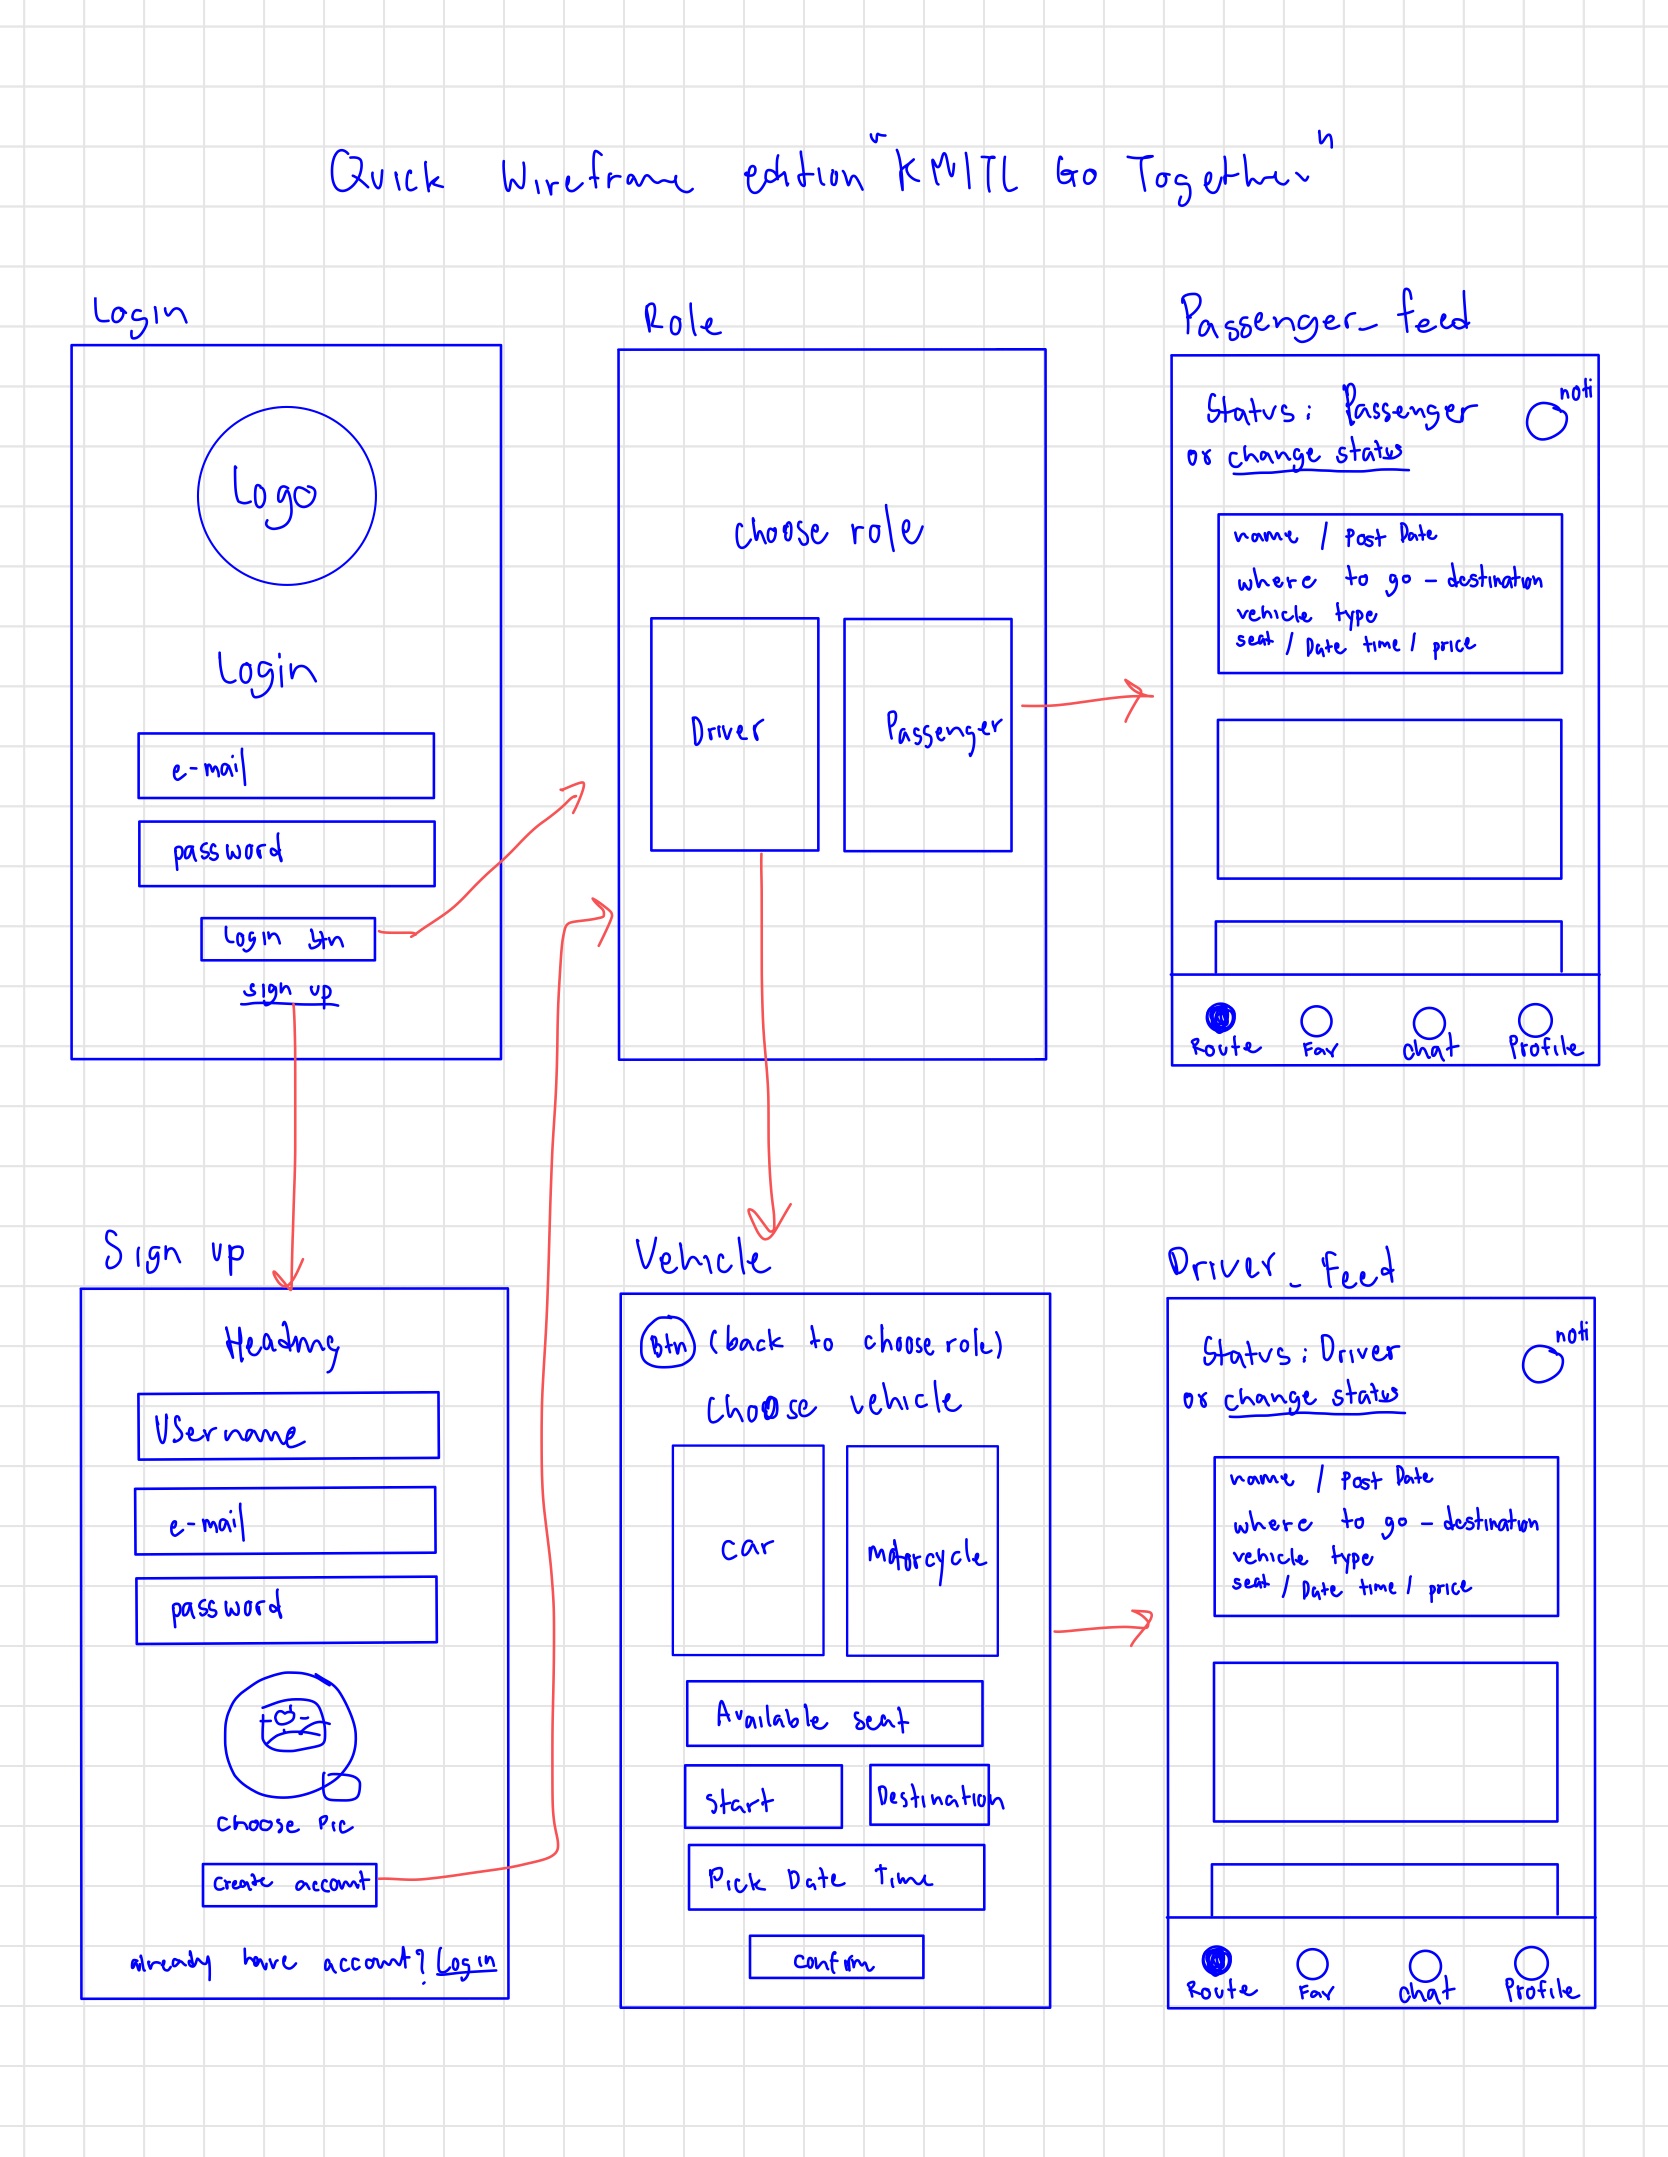 Quick Wireframe edition "KMITL Go Together"
Login
Logo
Login
e-mail
password
Login btn
sign up
Role
choose role
Driver
Passenger
Passenger_feed
Status: Passenger
noti
or change status
name / Post Date
where to go - destination
vehicle type
seat / Date time / price
Route
Fav
chat
Profile
Sign up
Heading
Username
e-mail
password
choose Pic
create account
already have account? Login
Vehicle
Btn (back to choose role)
choose vehicle
car
motorcycle
Available seat
start
Destination
Pick Date Time
confirm
Driver_feed
Status: Driver
noti
or change status
name / Post Date
where to go - destination
vehicle type
seat / Date time / price
Route
Fav
chat
Profile